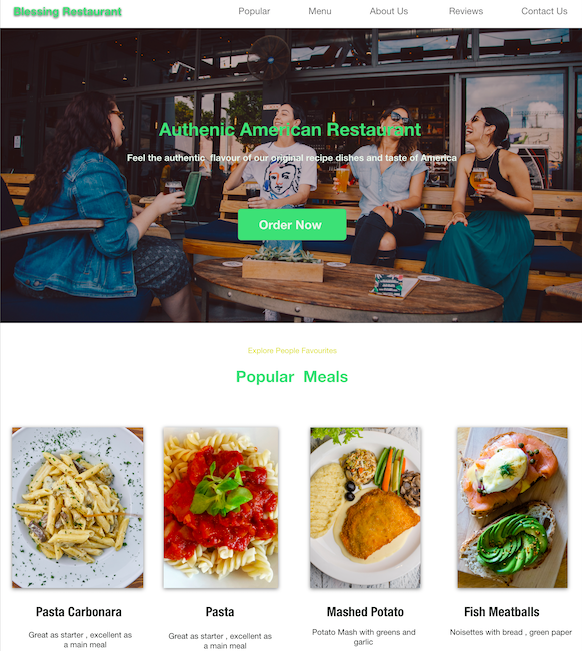 Blessing Restaurant Popular Menu About Us Reviews Contact Us
'Authenic American Restaurant
Feel the authentic flavour of our original recipe dishes and taste of America
Order Now
Explore People Favourites
Popular Meals
Pasta Carbonara
Great as starter , excellent as
a main meal
Pasta
Great as starter , excellent as
a main meal
Mashed Potato
Potato Mash with greens and
garlic
Fish Meatballs
Noisettes with bread , green paper